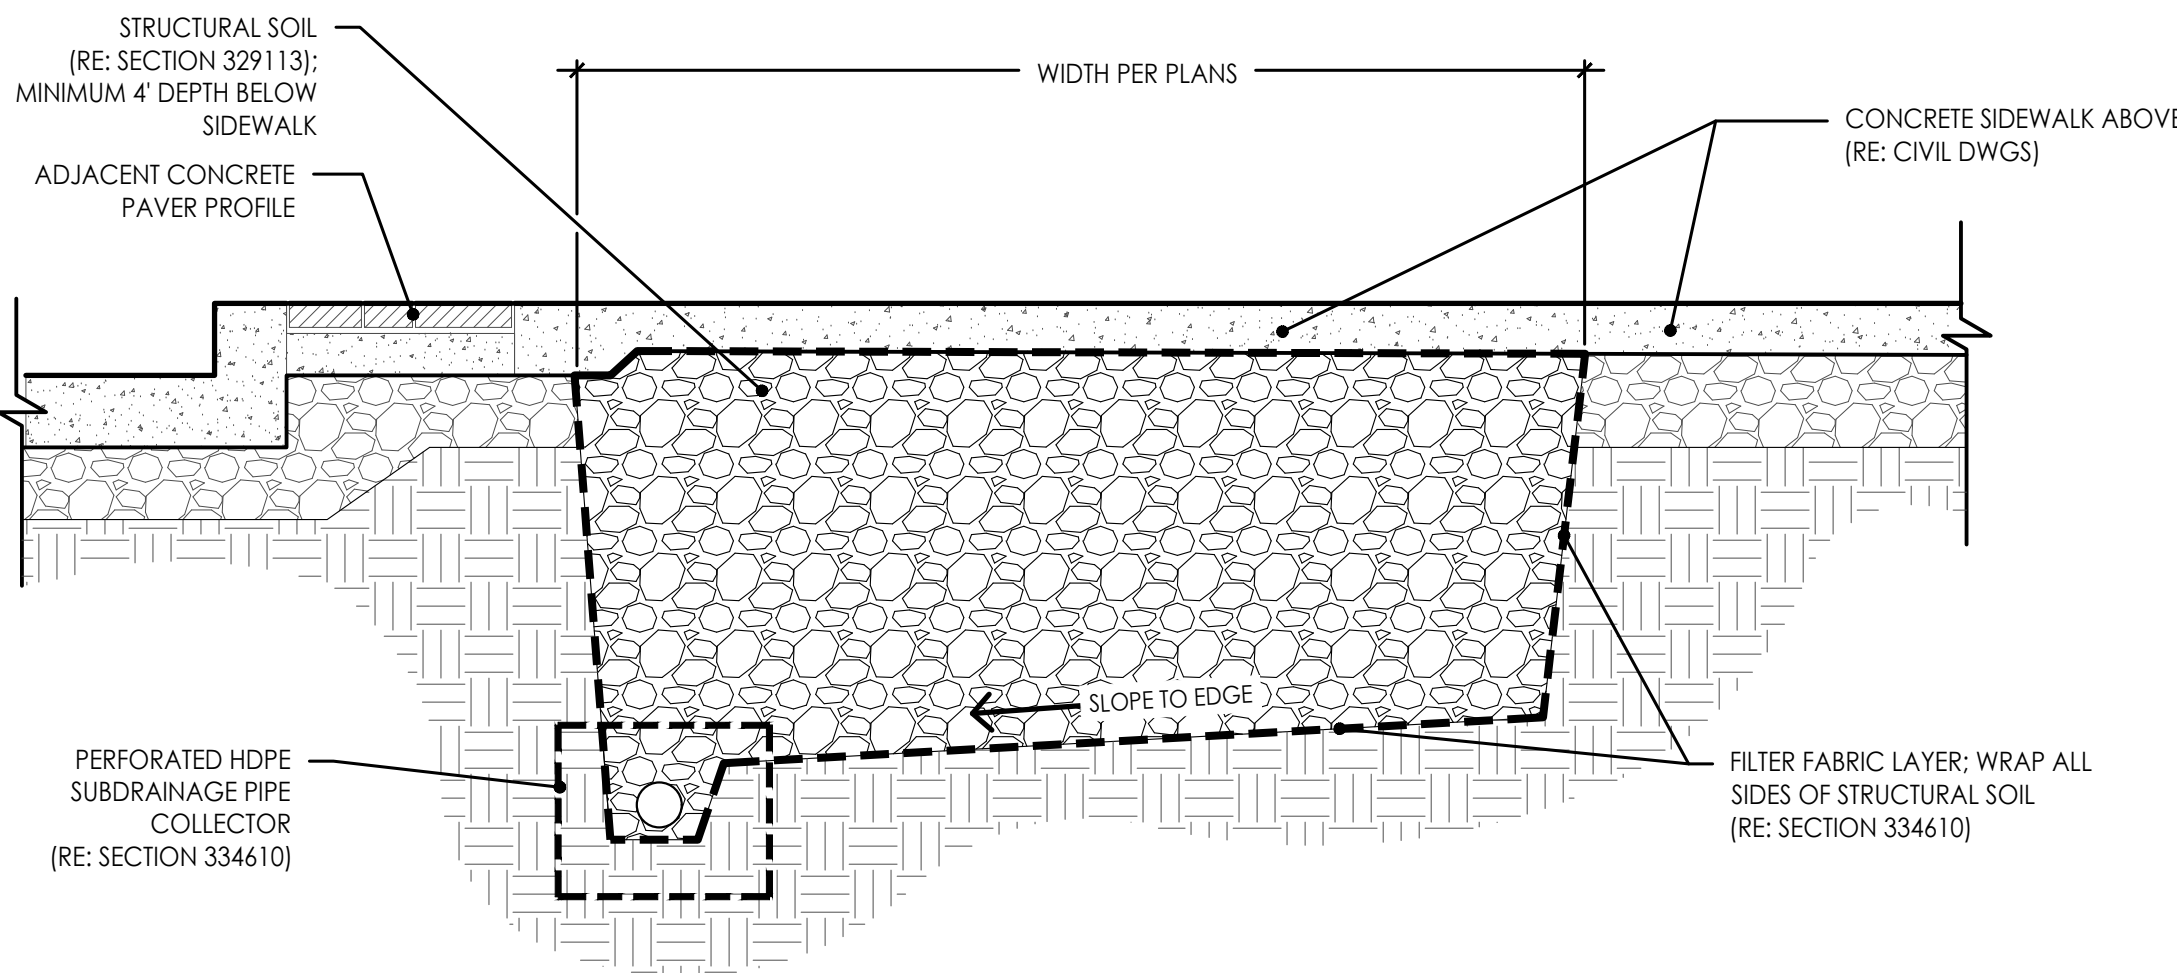 STRUCTURAL SOIL
(RE: SECTION 329113);
MINIMUM 4' DEPTH BELOW
SIDEWALK
ADJACENT CONCRETE
PAVER PROFILE
WIDTH PER PLANS
CONCRETE SIDEWALK ABOVE
(RE: CIVIL DWGS)
SLOPE TO EDGE
PERFORATED HDPE
SUBDRAINAGE PIPE
COLLECTOR
(RE: SECTION 334610)
FILTER FABRIC LAYER; WRAP ALL
SIDES OF STRUCTURAL SOIL
(RE: SECTION 334610)